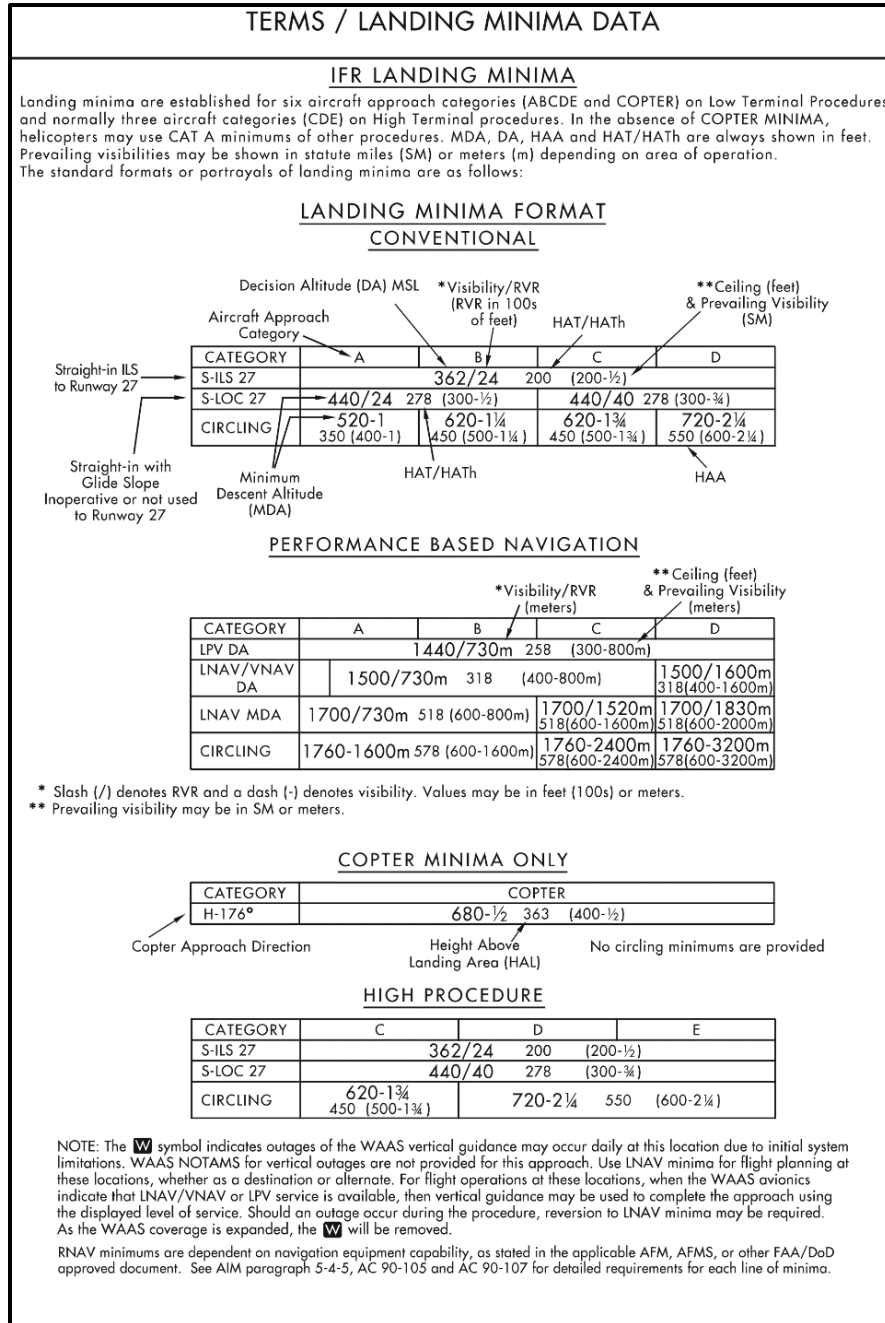 TERMS / LANDING MINIMA DATA
IFR LANDING MINIMA
Landing minima are established for six aircraft approach categories (ABCDE and COPTER) on Low Terminal Procedures
and normally three aircraft categories (CDE) on High Terminal procedures. In the absence of COPTER MINIMA,
helicopters may use CAT A minimums of other procedures. MDA, DA, HAA and HAT/HATh are always shown in feet.
Prevailing visibilities may be shown in statute miles (SM) or meters (m) depending on area of operation.
The standard formats or portrayals of landing minima are as follows:
LANDING MINIMA FORMAT
CONVENTIONAL
Decision Altitude (DA) MSL
*Visibility/RVR
(RVR in 100s
of feet)
**Ceiling (feet)
& Prevailing Visibility
(SM)
Aircraft Approach
Category
HAT/HATh
Straight-in ILS
to Runway 27
CATEGORY A B C D
S-ILS 27 362/24 200 (200-½)
S-LOC 27 440/24 278 (300-½) 440/40 278 (300-¾)
CIRCLING 520-1 620-1¼ 620-1¾ 720-2¼
350 (400-1) 450 (500-1¼) 450 (500-1¾) 550 (600-2¼)
Straight-in with
Glide Slope
Inoperative or not used
to Runway 27
Minimum
Descent Altitude
(MDA)
HAT/HATh
HAA
PERFORMANCE BASED NAVIGATION
*Visibility/RVR
(meters)
**Ceiling (feet)
& Prevailing Visibility
(meters)
CATEGORY A B C D
LPV DA 1440/730m 258 (300-800m)
LNAV/VNAV
DA 1500/730m 318 (400-800m) 1500/1600m
318(400-1600m)
LNAV MDA 1700/730m 518 (600-800m) 1700/1520m 1700/1830m
518(600-1600m) 518(600-2000m)
CIRCLING 1760-1600m 578 (600-1600m) 1760-2400m 1760-3200m
578(600-2400m) 578(600-3200m)
* Slash (/) denotes RVR and a dash (-) denotes visibility. Values may be in feet (100s) or meters.
** Prevailing visibility may be in SM or meters.
COPTER MINIMA ONLY
CATEGORY COPTER
H-176° 680-½ 363 (400-½)
Copter Approach Direction
Height Above
Landing Area (HAL)
No circling minimums are provided
HIGH PROCEDURE
CATEGORY C D E
S-ILS 27 362/24 200 (200-½)
S-LOC 27 440/40 278 (300-¾)
CIRCLING 620-1¾ 720-2¼ 550 (600-2¼)
450 (500-1¾)
NOTE: The W symbol indicates outages of the WAAS vertical guidance may occur daily at this location due to initial system
limitations. WAAS NOTAMS for vertical outages are not provided for this approach. Use LNAV minima for flight planning at
these locations, whether as a destination or alternate. For flight operations at these locations, when the WAAS avionics
indicate that LNAV/VNAV or LPV service is available, then vertical guidance may be used to complete the approach using
the displayed level of service. Should an outage occur during the procedure, reversion to LNAV minima may be required.
As the WAAS coverage is expanded, the W will be removed.
RNAV minimums are dependent on navigation equipment capability, as stated in the applicable AFM, AFMS, or other FAA/DoD
approved document. See AIM paragraph 5-4-5, AC 90-105 and AC 90-107 for detailed requirements for each line of minima.